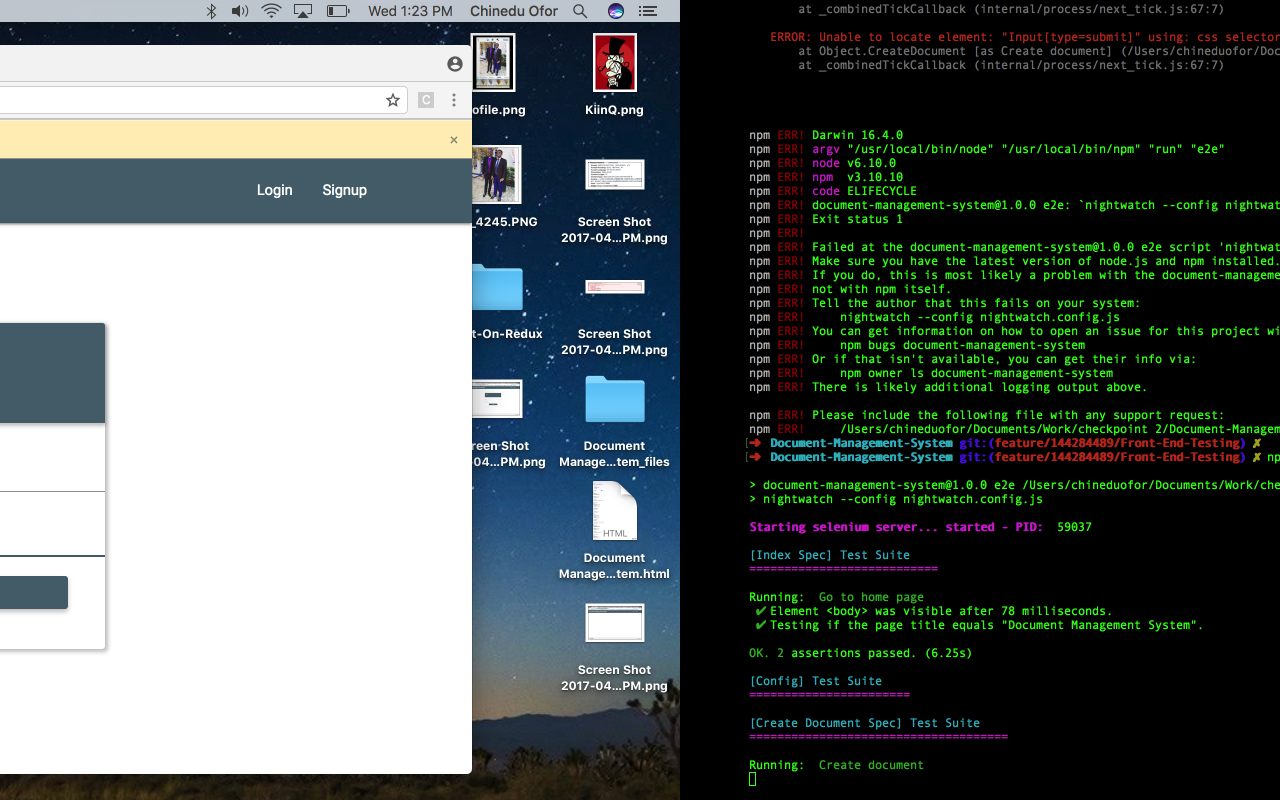 Wed 1:23 PM Chinedu Ofor
C
×
Login Signup
ofile.png
KiinQ.png
_4245.PNG
Screen Shot
2017-04...PM.png
t-On-Redux
Screen Shot
2017-04...PM.png
reen Shot
04...PM.png
Document
Manage...tem_files
HTML
Document
Manage...tem.html
Screen Shot
2017-04...PM.png
at _combinedTickCallback (internal/process/next_tick.js:67:7)
ERROR: Unable to locate element: "Input[type=submit]" using: css selector
at Object.CreateDocument [as Create document] (/Users/chineduofor/Doc
at _combinedTickCallback (internal/process/next_tick.js:67:7)
npm ERR! Darwin 16.4.0
npm ERR! argv "/usr/local/bin/node" "/usr/local/bin/npm" "run" "e2e"
npm ERR! node v6.10.0
npm ERR! npm  v3.10.10
npm ERR! code ELIFECYCLE
npm ERR! document-management-system@1.0.0 e2e: `nightwatch --config nightwat
npm ERR! Exit status 1
npm ERR!
npm ERR! Failed at the document-management-system@1.0.0 e2e script 'nightwat
npm ERR! Make sure you have the latest version of node.js and npm installed.
npm ERR! If you do, this is most likely a problem with the document-manageme
npm ERR! not with npm itself.
npm ERR! Tell the author that this fails on your system:
npm ERR!     nightwatch --config nightwatch.config.js
npm ERR! You can get information on how to open an issue for this project wi
npm ERR!     npm bugs document-management-system
npm ERR! Or if that isn't available, you can get their info via:
npm ERR!     npm owner ls document-management-system
npm ERR! There is likely additional logging output above.
npm ERR! Please include the following file with any support request:
npm ERR!     /Users/chineduofor/Documents/Work/checkpoint 2/Document-Managem
[➜ Document-Management-System git:(feature/144284489/Front-End-Testing) ✗
[➜ Document-Management-System git:(feature/144284489/Front-End-Testing) ✗ np
> document-management-system@1.0.0 e2e /Users/chineduofor/Documents/Work/che
> nightwatch --config nightwatch.config.js
Starting selenium server... started - PID:  59037
[Index Spec] Test Suite
===========================
Running:  Go to home page
✔ Element <body> was visible after 78 milliseconds.
✔ Testing if the page title equals "Document Management System".
OK. 2 assertions passed. (6.25s)
[Config] Test Suite
=======================
[Create Document Spec] Test Suite
=====================================
Running:  Create document